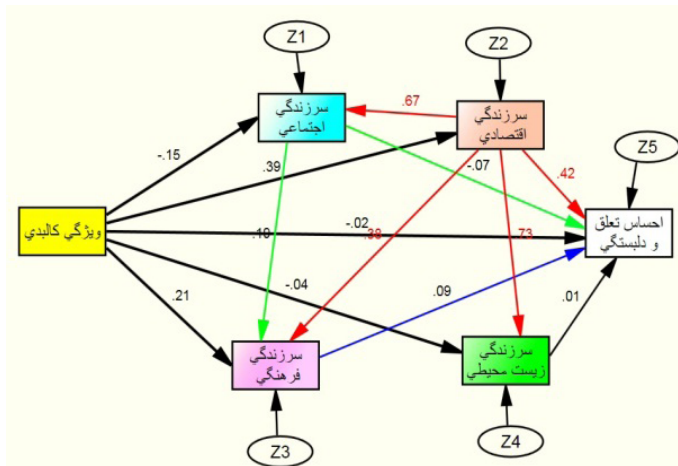 Z1
Z2
سرزندگي
اجتماعي
.67
سرزندگي
اقتصادي
Z5
-.15
.39
-.07
.42
ويژگي كالبدي
-.02
احساس تعلق
و دلبستگي
.19
.38
.73
-.04
.21
.09
.01
سرزندگي
فرهنگي
سرزندگي
زيست محيطي
Z3
Z4